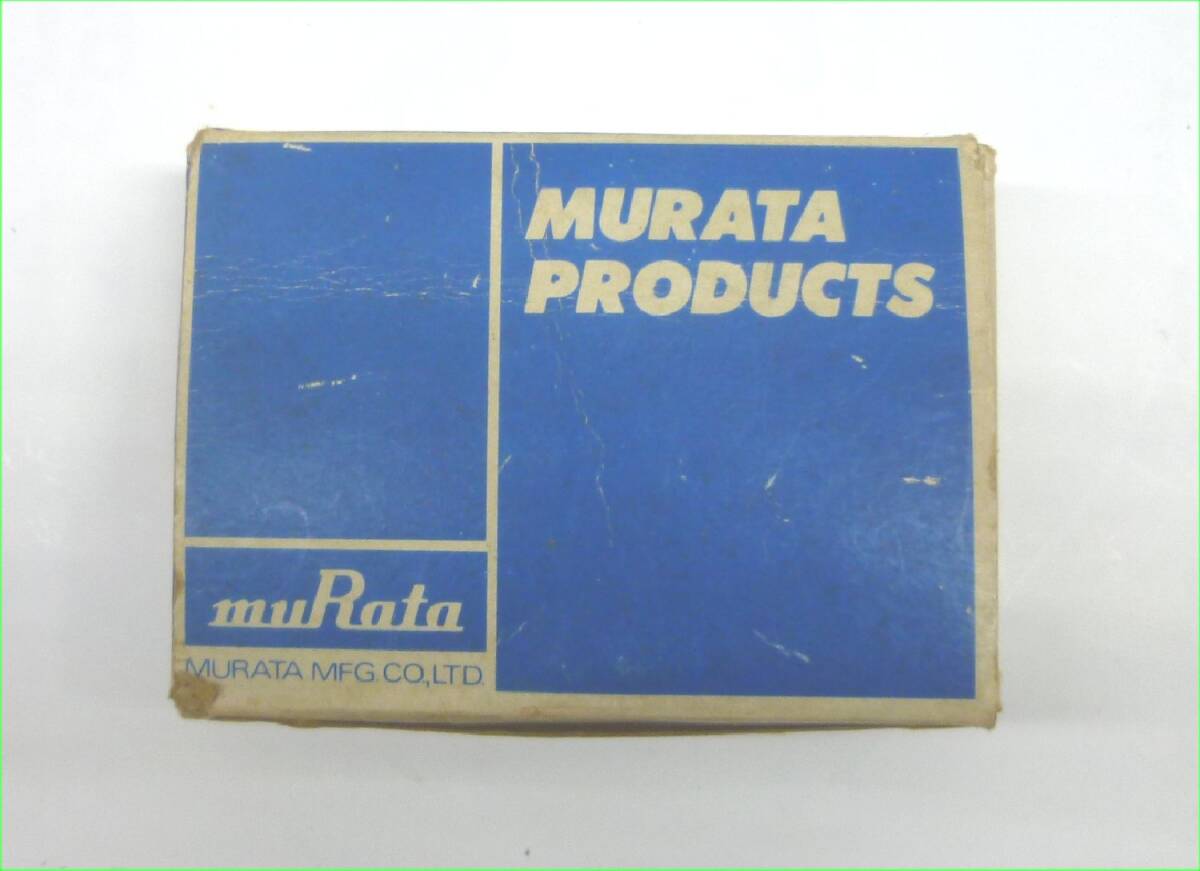 MURATA
PRODUCTS
muRata
MURATA MFG. CO.,LTD.